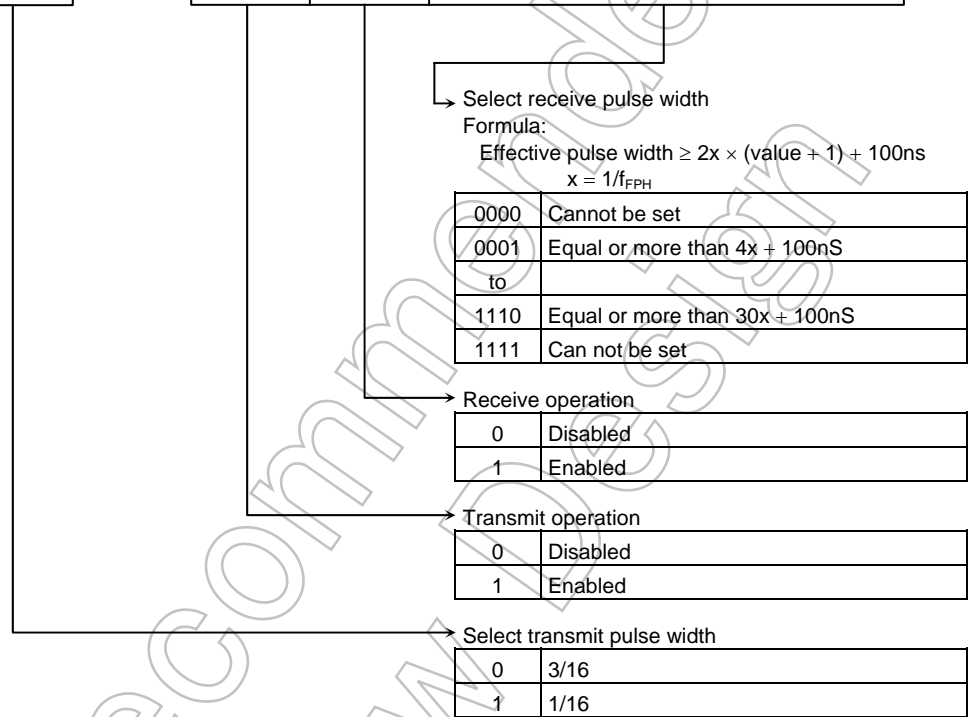 Select receive pulse width
Formula:
Effective pulse width ≥ 2x × (value + 1) + 100ns
x = 1/fFPH
0000 Cannot be set
0001 Equal or more than 4x + 100nS
to
1110 Equal or more than 30x + 100nS
1111 Can not be set
Receive operation
0 Disabled
1 Enabled
Transmit operation
0 Disabled
1 Enabled
Select transmit pulse width
0 3/16
1 1/16